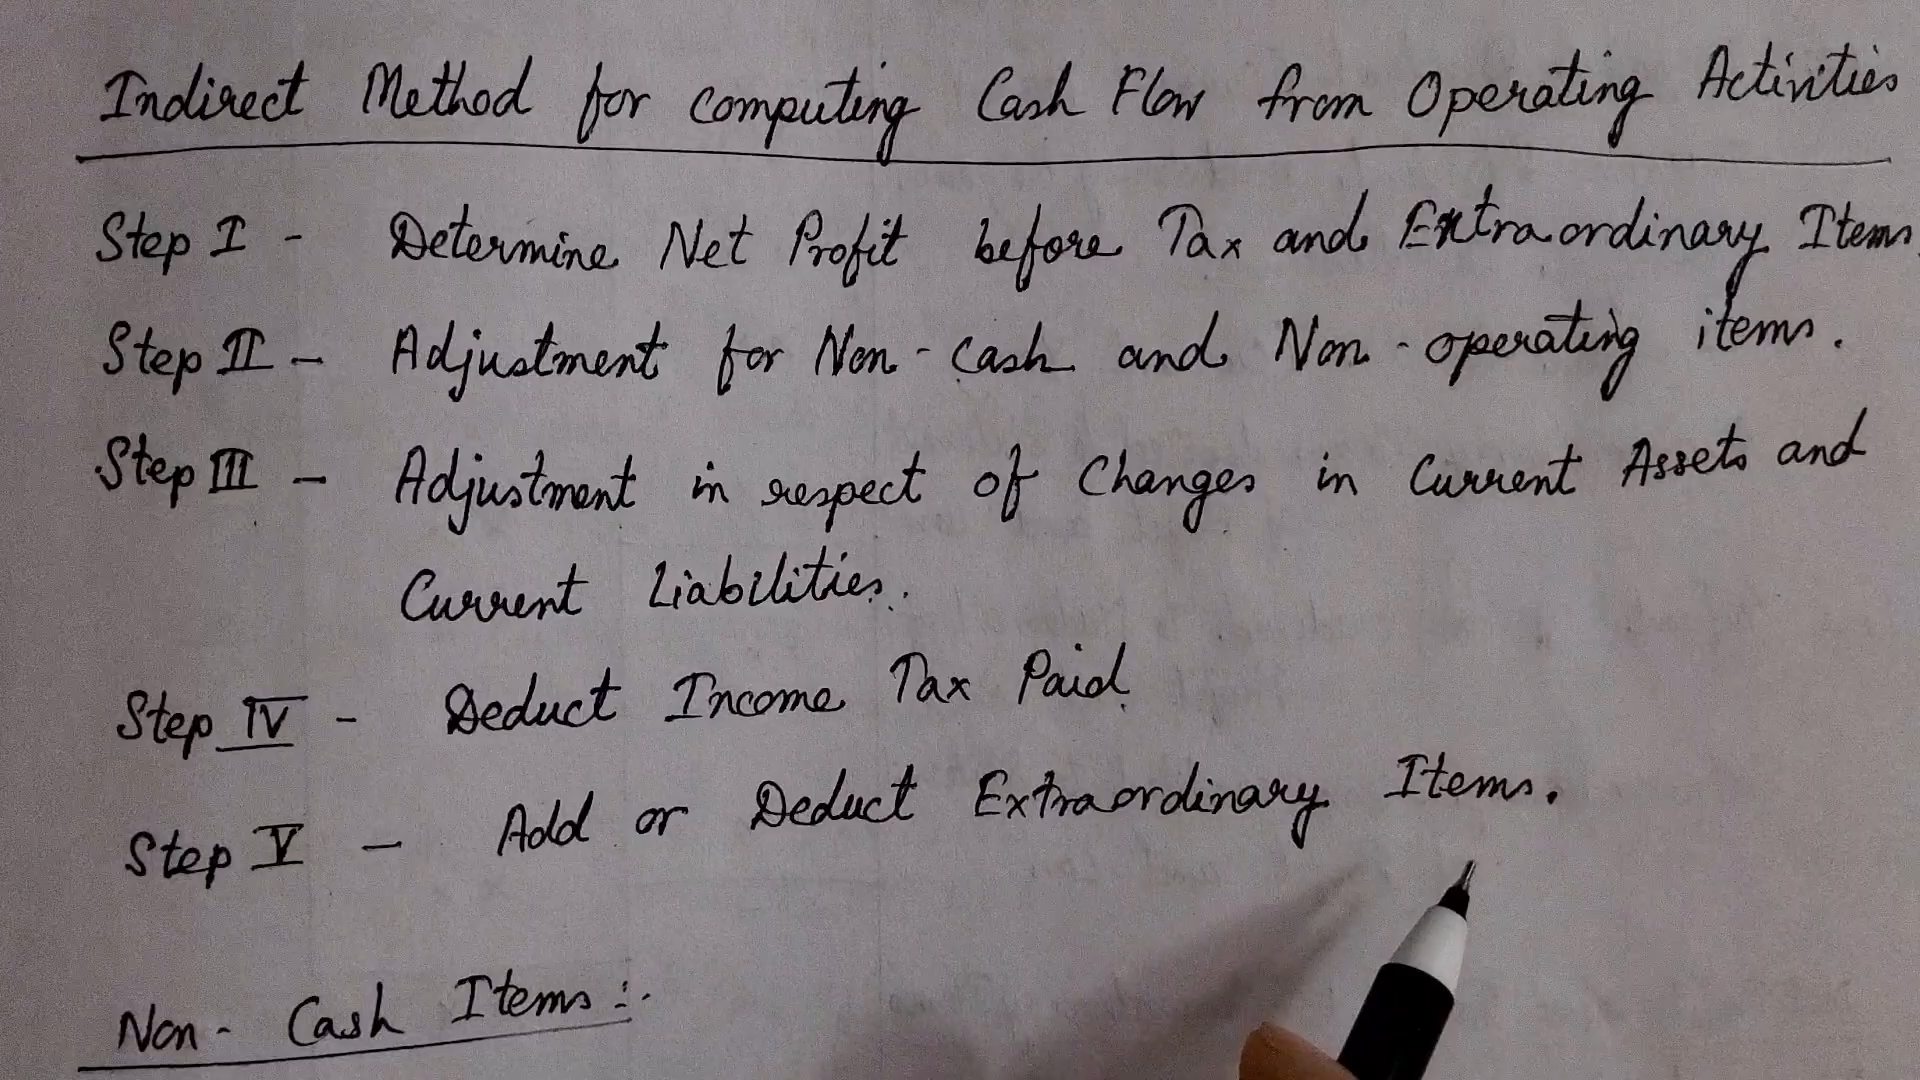 Indirect Method for computing Cash Flow from Operating Activities
Step I - Determine Net Profit before Tax and Extraordinary Items.
Step II - Adjustment for Non-Cash and Non-operating items.
Step III - Adjustment in respect of Changes in Current Assets and
Current Liabilities.
Step IV - Deduct Income Tax Paid.
Step V - Add or Deduct Extraordinary Items.
Non-Cash Items:-